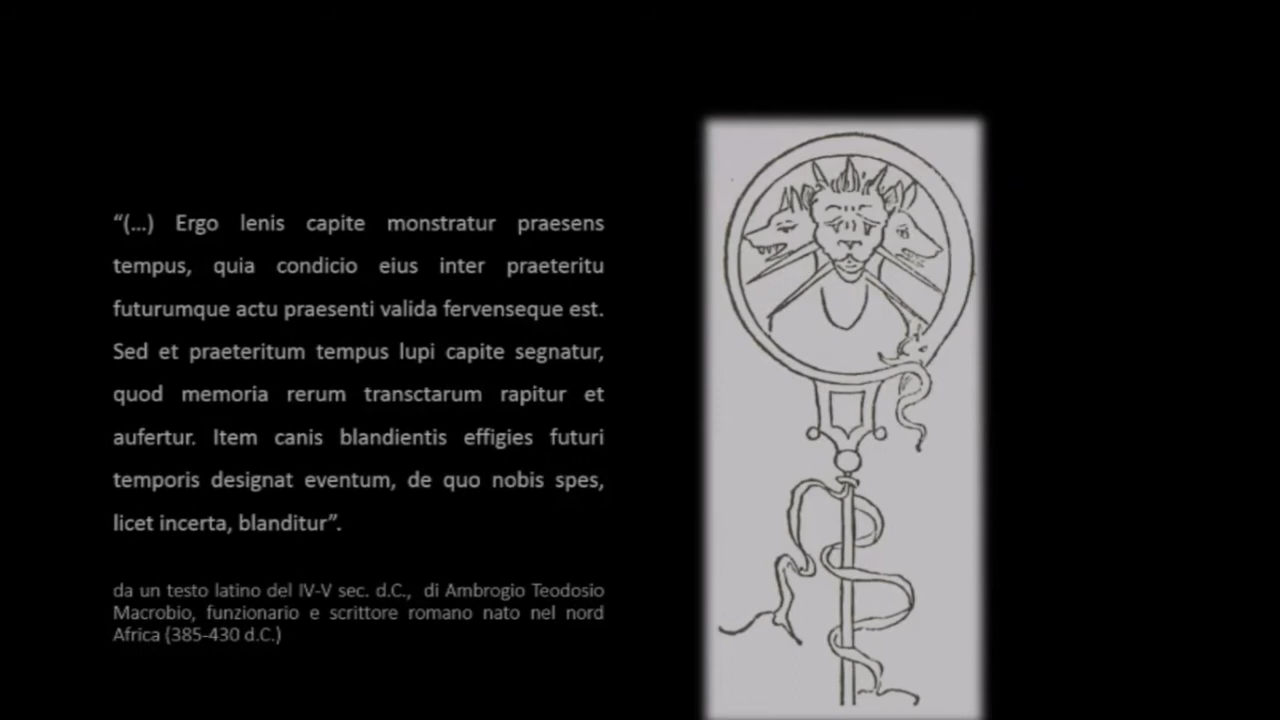 “(...) Ergo lenis capite monstratur praesens
tempus, quia condicio eius inter praeteritu
futurumque actu praesenti valida fervenseque est.
Sed et praeteritum tempus lupi capite segnatur,
quod memoria rerum transctarum rapitur et
aufertur. Item canis blandientis effigies futuri
temporis designat eventum, de quo nobis spes,
licet incerta, blanditur”.
da un testo latino del IV-V sec. d.C., di Ambrogio Teodosio
Macrobio, funzionario e scrittore romano nato nel nord
Africa (385-430 d.C.)